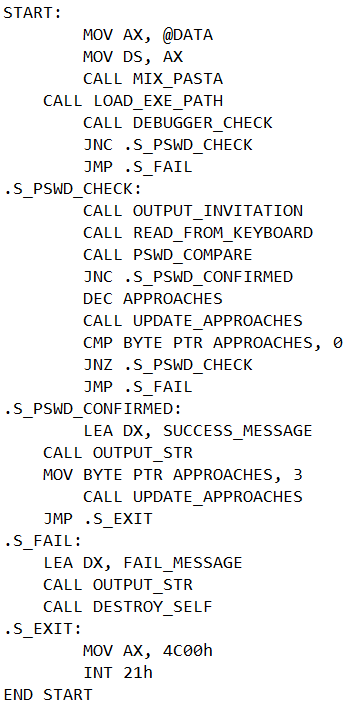 START:
        MOV AX, @DATA
        MOV DS, AX
        CALL MIX_PASTA
    CALL LOAD_EXE_PATH
        CALL DEBUGGER_CHECK
        JNC .S_PSWD_CHECK
        JMP .S_FAIL
.S_PSWD_CHECK:
        CALL OUTPUT_INVITATION
        CALL READ_FROM_KEYBOARD
        CALL PSWD_COMPARE
        JNC .S_PSWD_CONFIRMED
        DEC APPROACHES
        CALL UPDATE_APPROACHES
        CMP BYTE PTR APPROACHES, 0
        JNZ .S_PSWD_CHECK
        JMP .S_FAIL
.S_PSWD_CONFIRMED:
        LEA DX, SUCCESS_MESSAGE
    CALL OUTPUT_STR
    MOV BYTE PTR APPROACHES, 3
        CALL UPDATE_APPROACHES
    JMP .S_EXIT
.S_FAIL:
    LEA DX, FAIL_MESSAGE
    CALL OUTPUT_STR
    CALL DESTROY_SELF
.S_EXIT:
        MOV AX, 4C00h
        INT 21h
END START